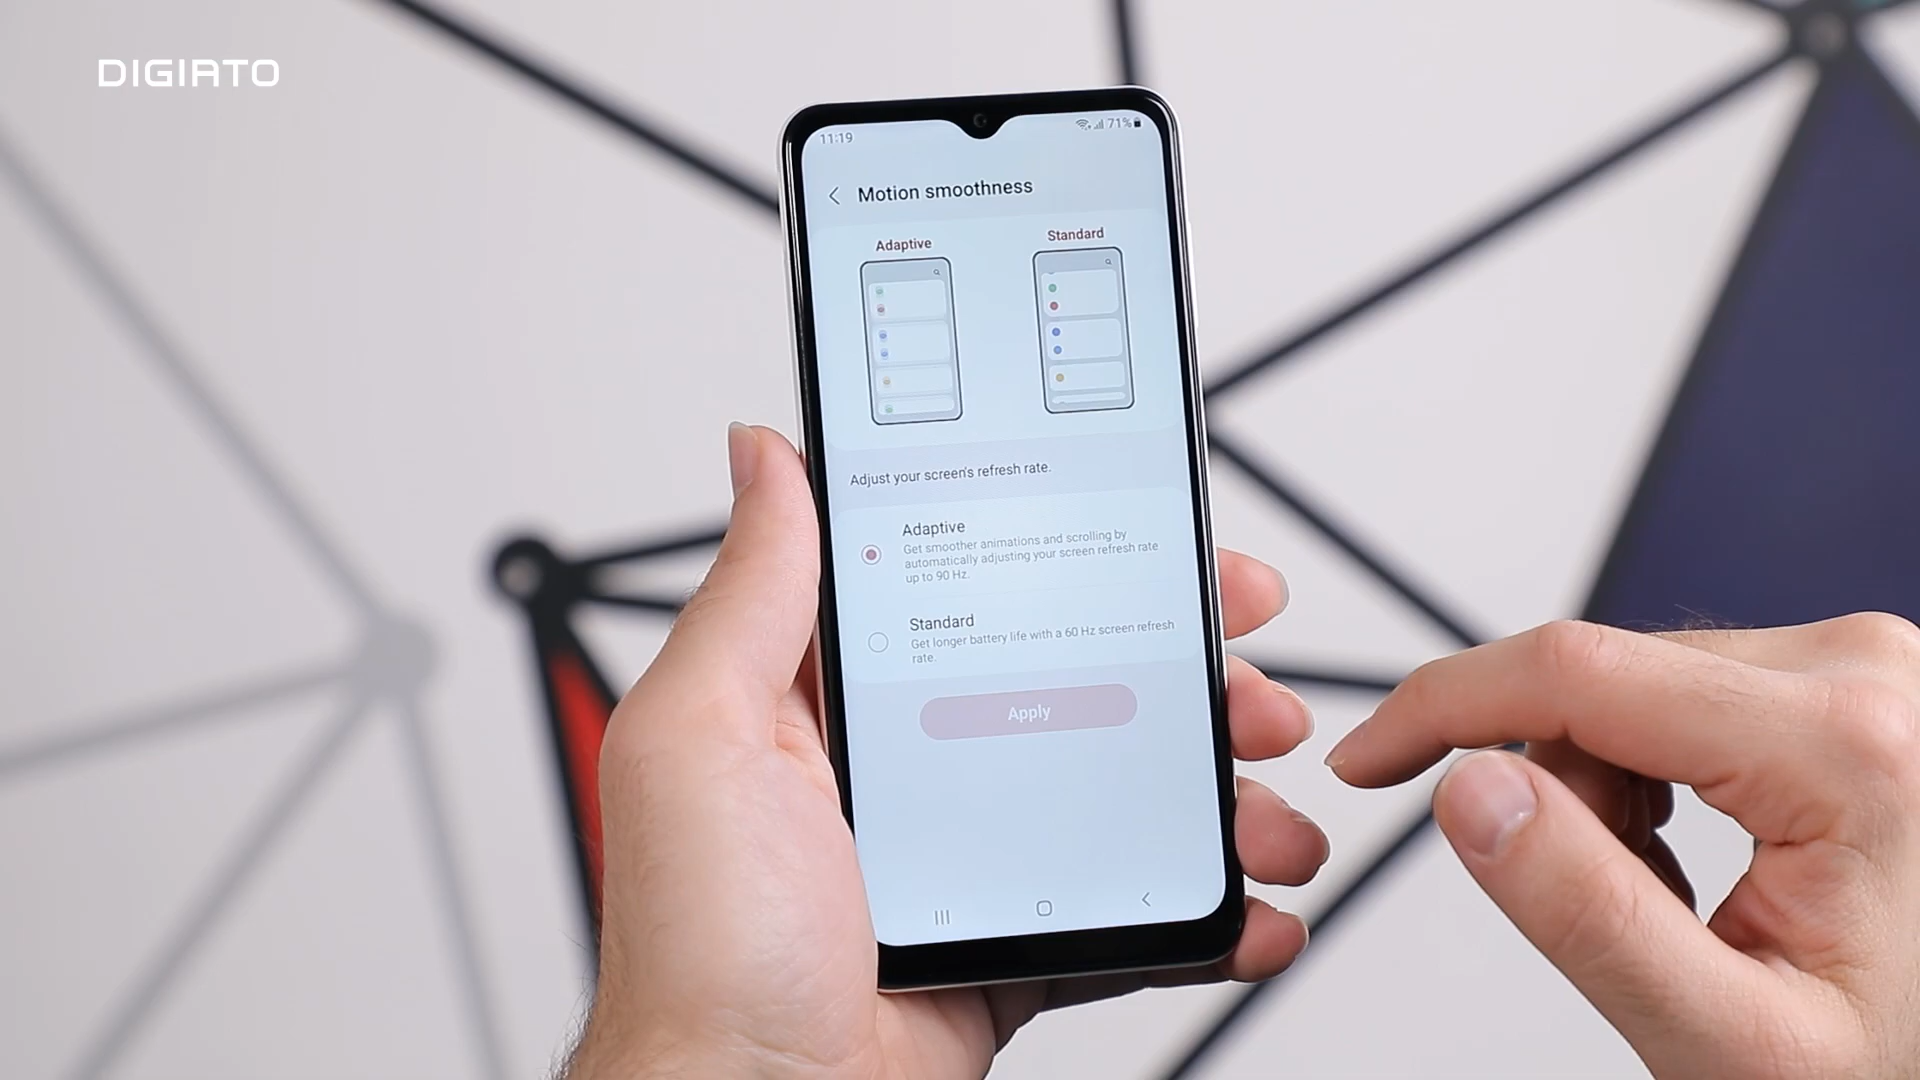 DIGIATO
11:19
71%
Motion smoothness
Adaptive
Standard
Adjust your screen's refresh rate.
Adaptive
Get smoother animations and scrolling by
automatically adjusting your screen refresh rate
up to 90 Hz.
Standard
Get longer battery life with a 60 Hz screen refresh
rate.
Apply